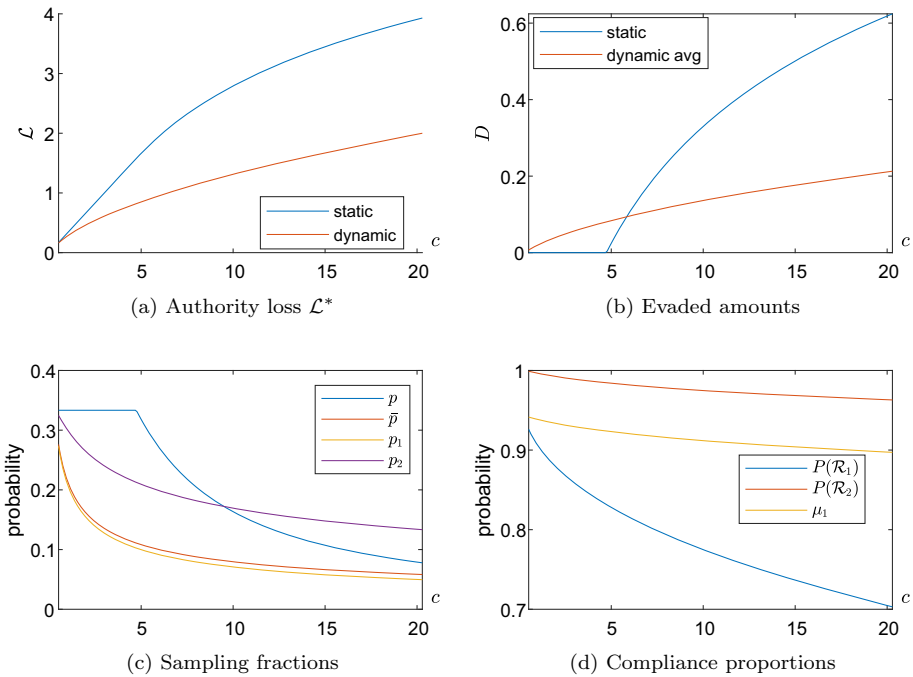 4
3
2
1
0
ℒ
static
dynamic
5
10
15
20
c
(a) Authority loss ℒ*
0.6
0.4
0.2
0
D
static
dynamic avg
5
10
15
20
c
(b) Evaded amounts
0.4
0.3
0.2
0.1
0
probability
p
p̄
p₁
p₂
5
10
15
20
c
(c) Sampling fractions
1
0.9
0.8
0.7
probability
P(ℛ₁)
P(ℛ₂)
μ₁
5
10
15
20
c
(d) Compliance proportions